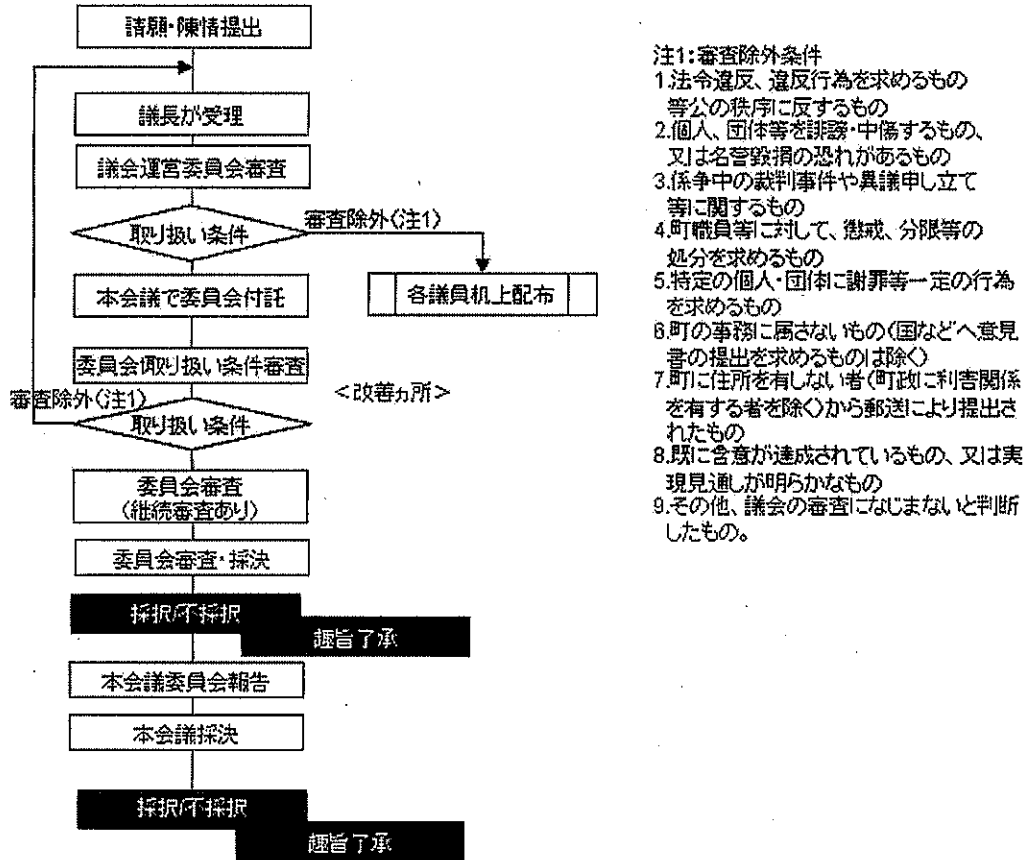 請願・陳情提出
議長が受理
議会運営委員会審査
取り扱い条件
審査除外(注1)
各議員机上配布
本会議で委員会付託
委員会取り扱い条件審査
<改善ヵ所>
審査除外(注1)
取り扱い条件
委員会審査
(継続審査あり)
委員会審査・採決
採択/不採択
趣旨了承
本会議委員会報告
本会議採決
採択/不採択
趣旨了承
注1:審査除外条件
1.法令違反、違反行為を求めるもの
等公の秩序に反するもの
2.個人、団体等を誹謗・中傷するもの、
又は名誉毀損の恐れがあるもの
3.係争中の裁判事件や異議申し立て
等に関するもの
4.町職員等に対して、懲戒、分限等の
処分を求めるもの
5.特定の個人・団体に謝罪等一定の行為
を求めるもの
6.町の事務に属さないもの(国などへ意見
書の提出を求めるものは除く)
7.町に住所を有しない者(町政に利害関係
を有する者を除く)から郵送により提出さ
れたもの
8.既に含意が達成されているもの、又は実
現見通しが明らかなもの
9.その他、議会の審査になじまないと判断
したもの。